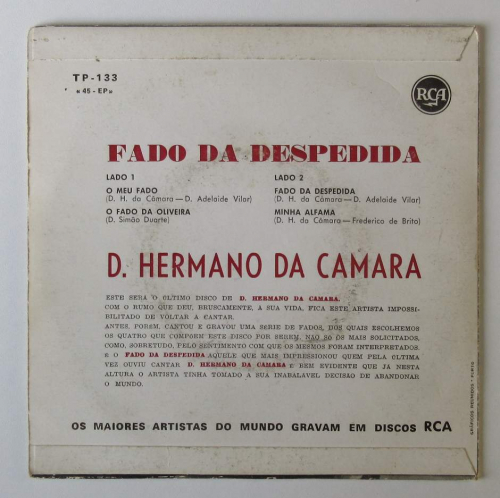 TP-133
« 45 - EP »
RCA
FADO DA DESPEDIDA
LADO 1
O MEU FADO
(D. H. da Câmara — D. Adelaide Vilar)
O FADO DA OLIVEIRA
(D. Simão Duarte)
LADO 2
FADO DA DESPEDIDA
(D. H. da Câmara — D. Adelaide Vilar)
MINHA ALFAMA
(D. H. da Câmara — Frederico de Brito)
D. HERMANO DA CAMARA
ESTE SERÁ O ÚLTIMO DISCO DE D. HERMANO DA CAMARA.
COM O RUMO QUE DEU, BRUSCAMENTE, A SUA VIDA, FICA ESTE ARTISTA IMPOSSI-
BILITADO DE VOLTAR A CANTAR.
ANTES, PORÉM, CANTOU E GRAVOU UMA SÉRIE DE FADOS, DOS QUAIS ESCOLHEMOS
OS QUATRO QUE COMPÕEM ESTE DISCO POR SEREM, NÃO SÓ OS MAIS SOLICITADOS,
COMO, SOBRETUDO, PELO SENTIMENTO COM QUE OS MESMOS FORAM INTERPRETADOS.
E O FADO DA DESPEDIDA AQUELE QUE MAIS IMPRESSIONOU QUEM PELA ÚLTIMA
VEZ OUVIU CANTAR D. HERMANO DA CAMARA E BEM EVIDENTE QUE JÁ NESTA
ALTURA O ARTISTA TINHA TOMADO A SUA INABALÁVEL DECISÃO DE ABANDONAR
O MUNDO.
OS MAIORES ARTISTAS DO MUNDO GRAVAM EM DISCOS RCA